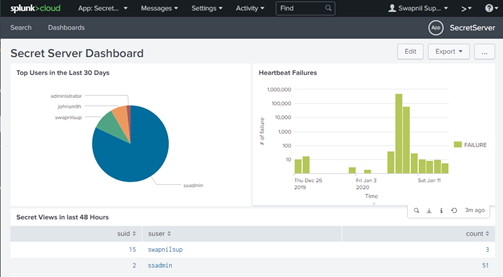 splunk>cloud App: Secret... Messages Settings Activity Find Swapnil Sup...
Search Dashboards App SecretServer
Secret Server Dashboard Edit Export ...
Top Users in the Last 30 Days
administrator
johnsmith
swapnilsup
ssadmin
Heartbeat Failures
# of failure
1,000,000
100,000
10,000
1,000
100
10
FAILURE
Thu Dec 26
2019
Fri Jan 3
2020
Sat Jan 11
Time
3m ago
Secret Views in last 48 Hours
suid suser count
15 swapnilsup 3
2 ssadmin 51